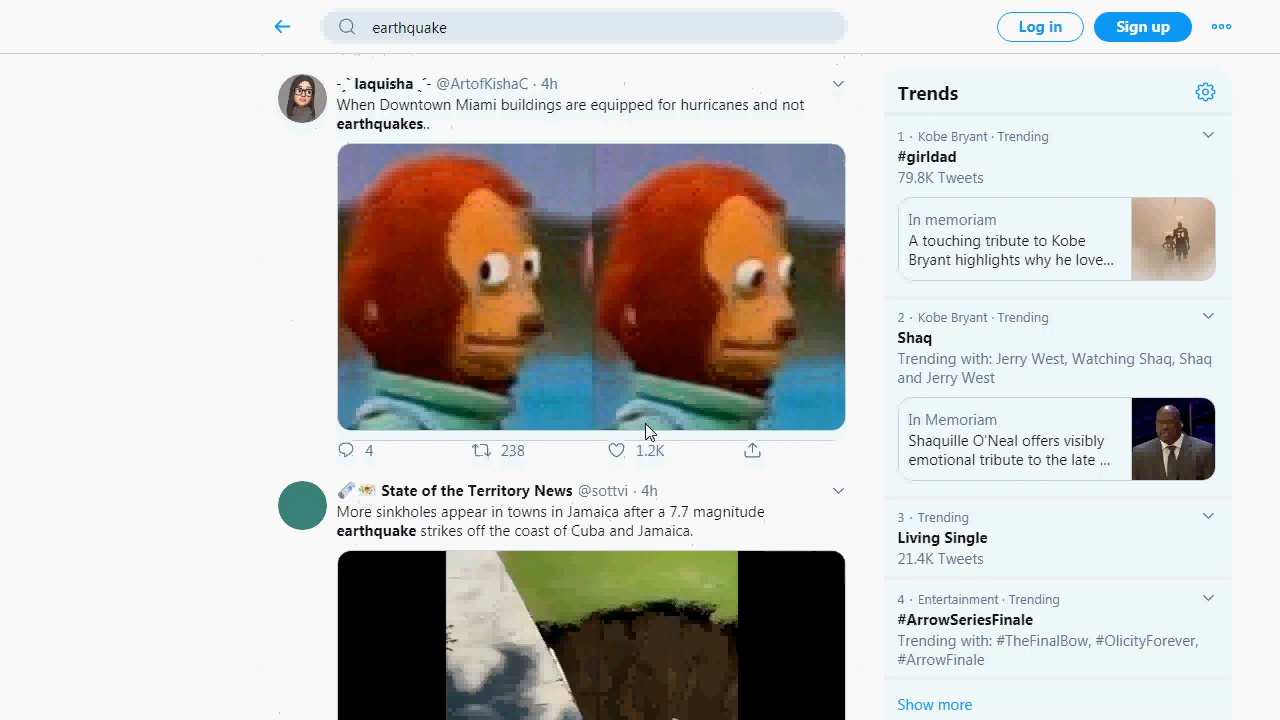 earthquake
Log in
Sign up
-ˏˋ laquisha ˎˊ- @ArtofKishaC · 4h
When Downtown Miami buildings are equipped for hurricanes and not
earthquakes..
4
238
1.2K
State of the Territory News @sottvi · 4h
More sinkholes appear in towns in Jamaica after a 7.7 magnitude
earthquake strikes off the coast of Cuba and Jamaica.
Trends
1 · Kobe Bryant · Trending
#girldad
79.8K Tweets
In memoriam
A touching tribute to Kobe
Bryant highlights why he love...
2 · Kobe Bryant · Trending
Shaq
Trending with: Jerry West, Watching Shaq, Shaq
and Jerry West
In Memoriam
Shaquille O'Neal offers visibly
emotional tribute to the late ...
3 · Trending
Living Single
21.4K Tweets
4 · Entertainment · Trending
#ArrowSeriesFinale
Trending with: #TheFinalBow, #OlicityForever,
#ArrowFinale
Show more